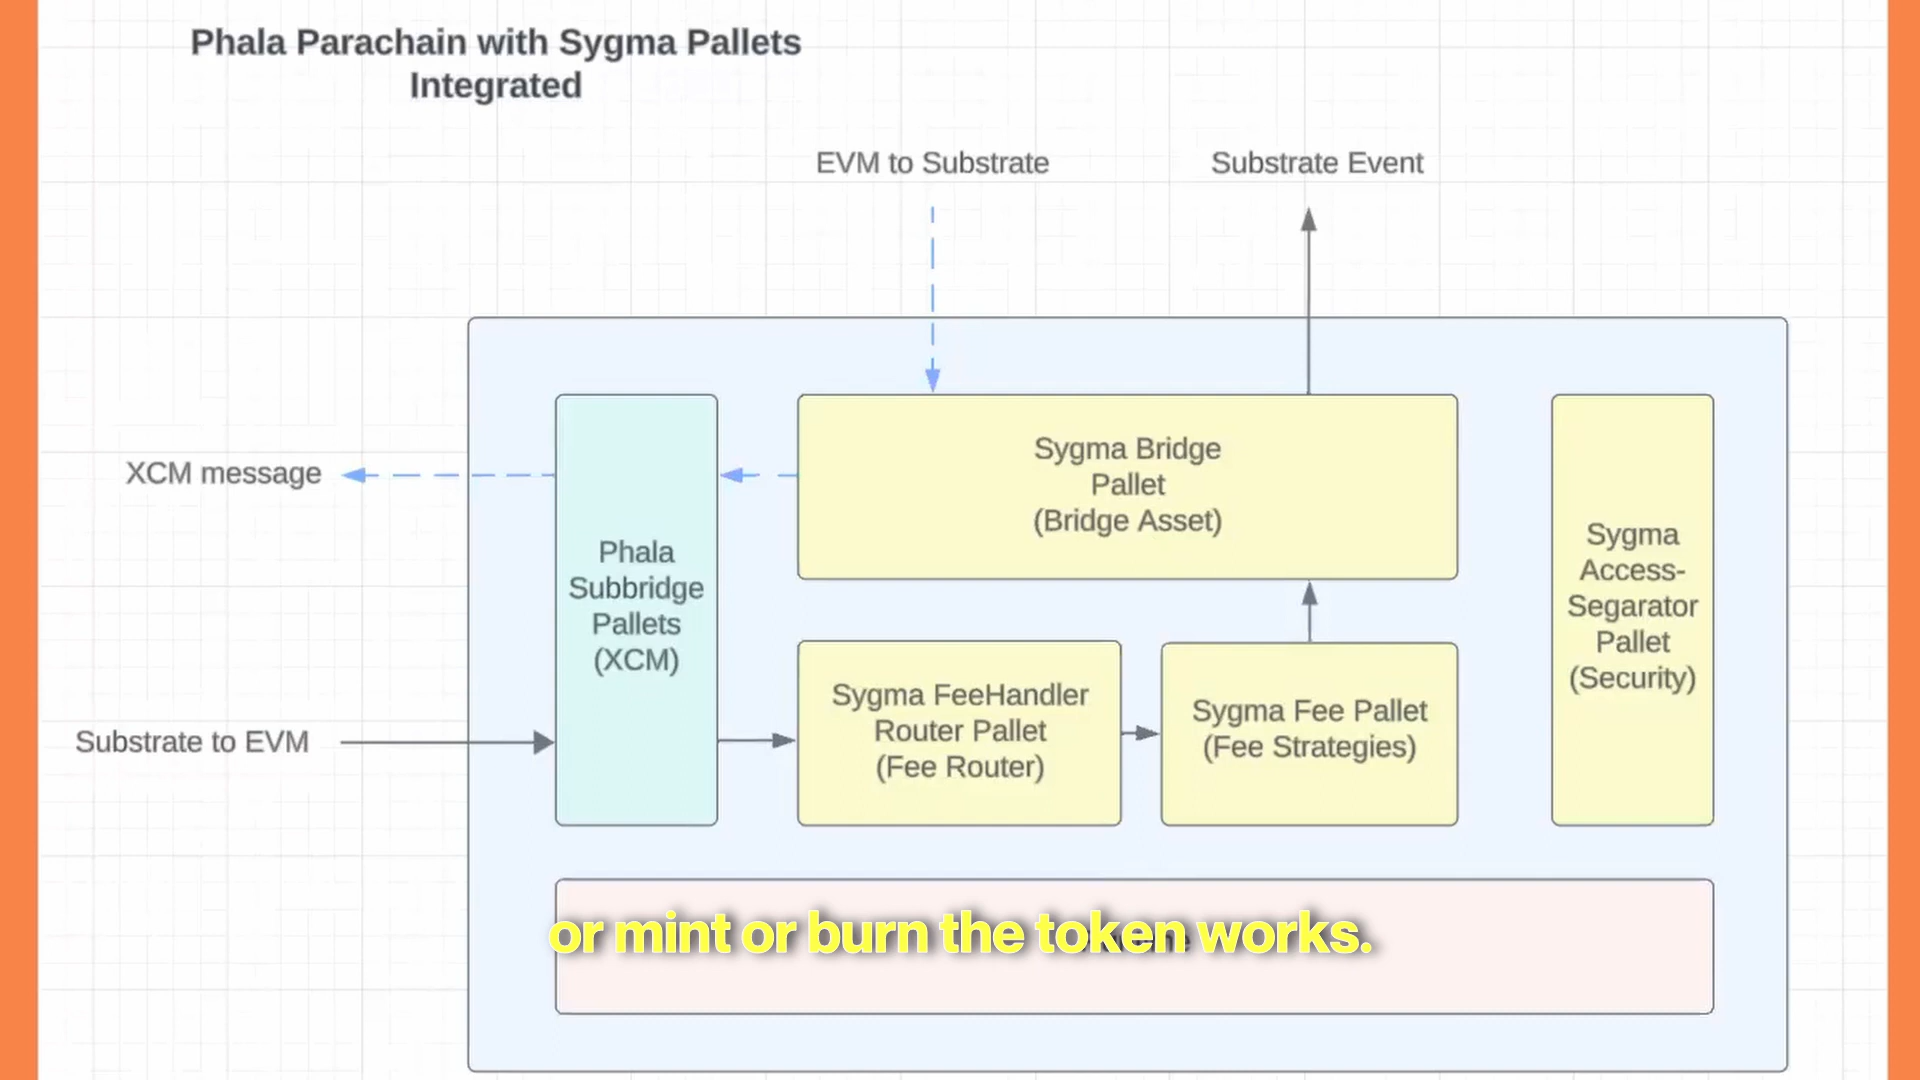 Phala Parachain with Sygma Pallets
Integrated
EVM to Substrate
Substrate Event
XCM message
Sygma Bridge
Pallet
(Bridge Asset)
Phala
Subbridge
Pallets
(XCM)
Sygma
Access-
Segarator
Pallet
(Security)
Substrate to EVM
Sygma FeeHandler
Router Pallet
(Fee Router)
Sygma Fee Pallet
(Fee Strategies)
or mint or burn the token works.